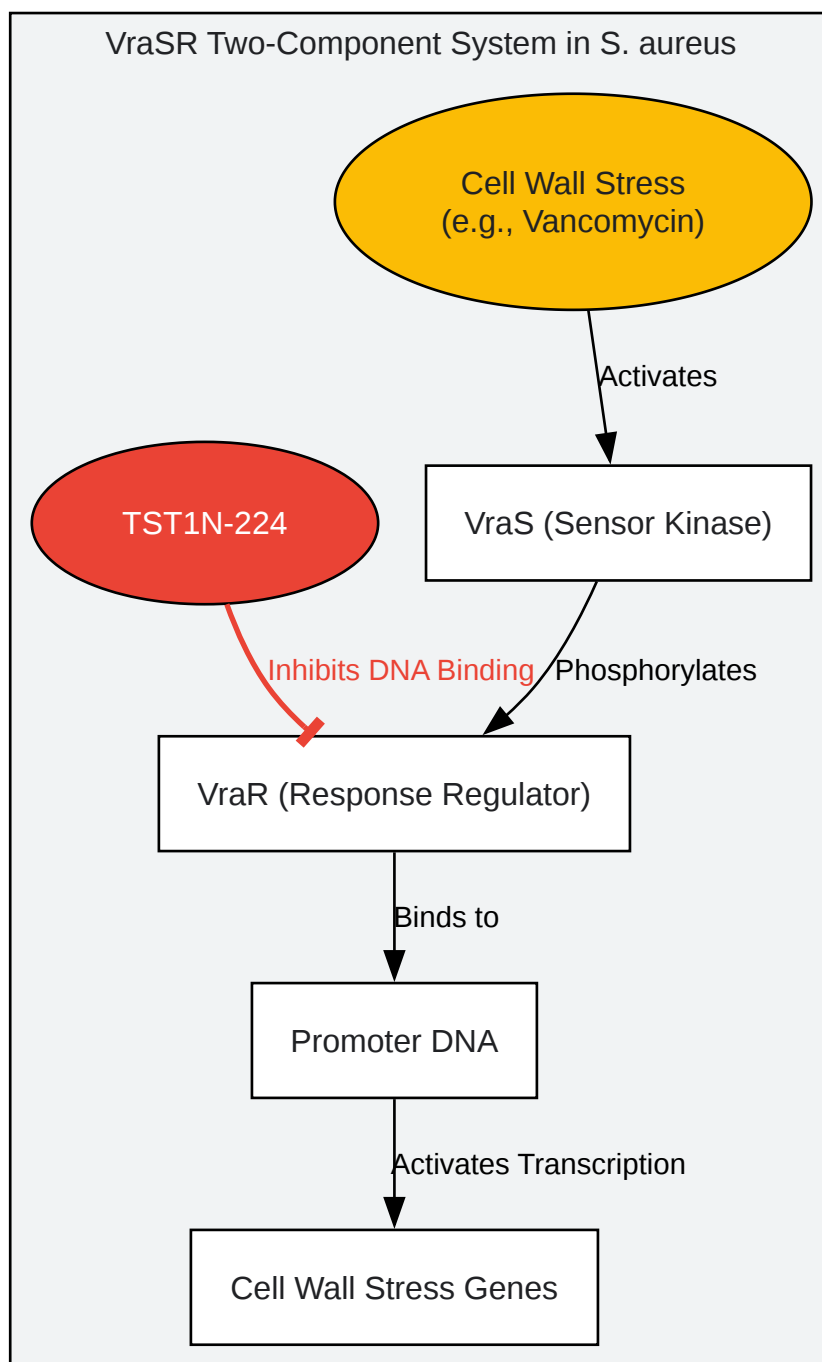 VraSR Two-Component System in S. aureus
Cell Wall Stress
(e.g., Vancomycin)
Activates
TST1N-224
VraS (Sensor Kinase)
Inhibits DNA Binding
Phosphorylates
VraR (Response Regulator)
Binds to
Promoter DNA
Activates Transcription
Cell Wall Stress Genes